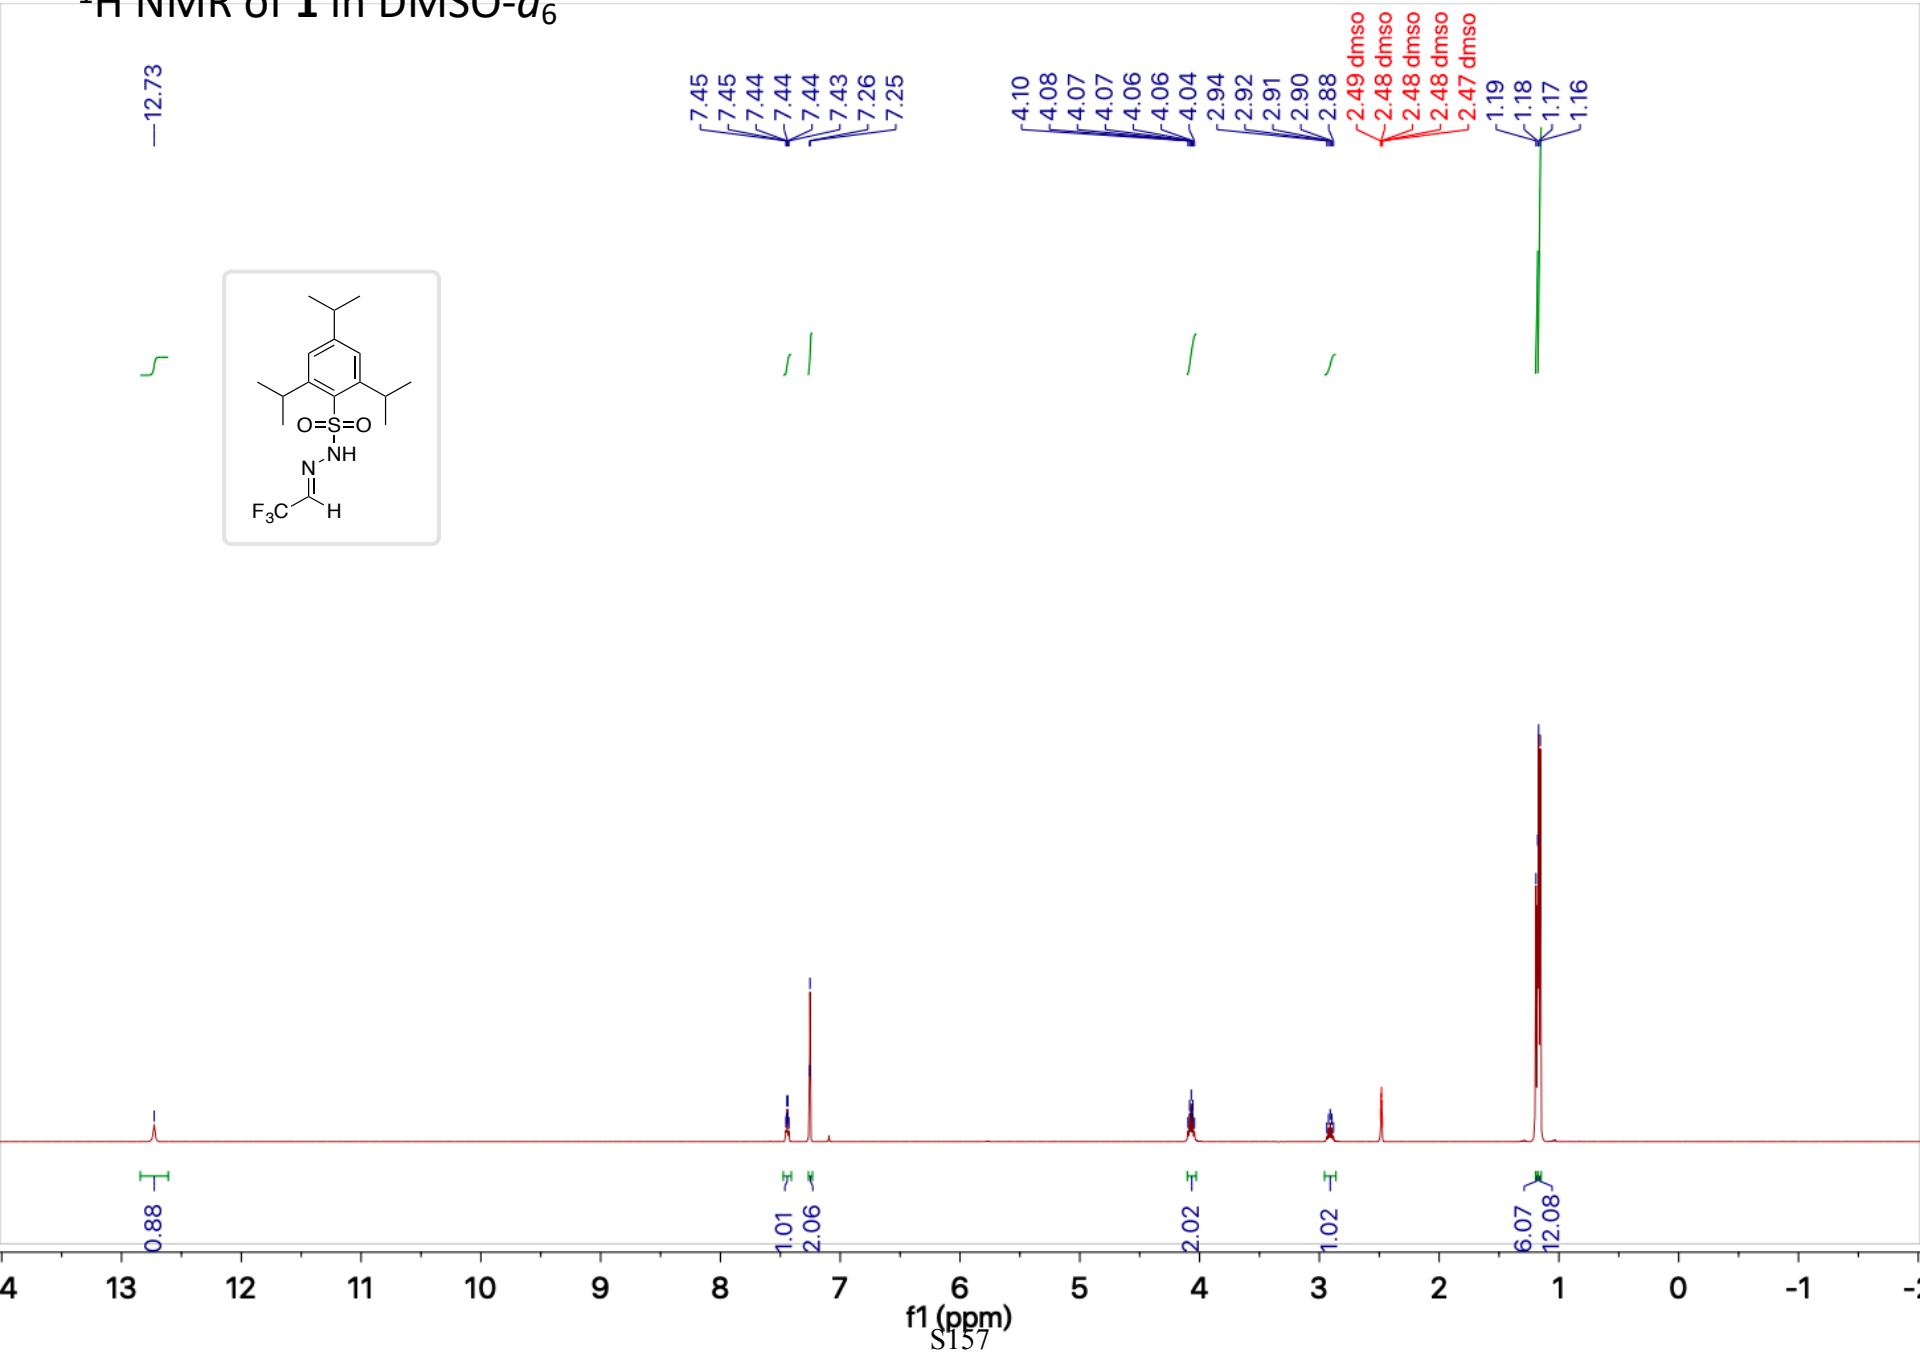 ¹H NMR of 1 in DMSO-d₆
12.73
7.45
7.45
7.44
7.44
7.44
7.43
7.26
7.25
4.10
4.08
4.07
4.07
4.06
4.06
4.04
2.94
2.92
2.91
2.90
2.88
2.49 dmso
2.48 dmso
2.48 dmso
2.48 dmso
2.47 dmso
1.19
1.18
1.17
1.16
O=S=O
NH
N
F₃C H
0.88
1.01
2.06
2.02
1.02
6.07
12.08
4 13 12 11 10 9 8 7 6 5 4 3 2 1 0 -1 -2
f1 (ppm)
S157